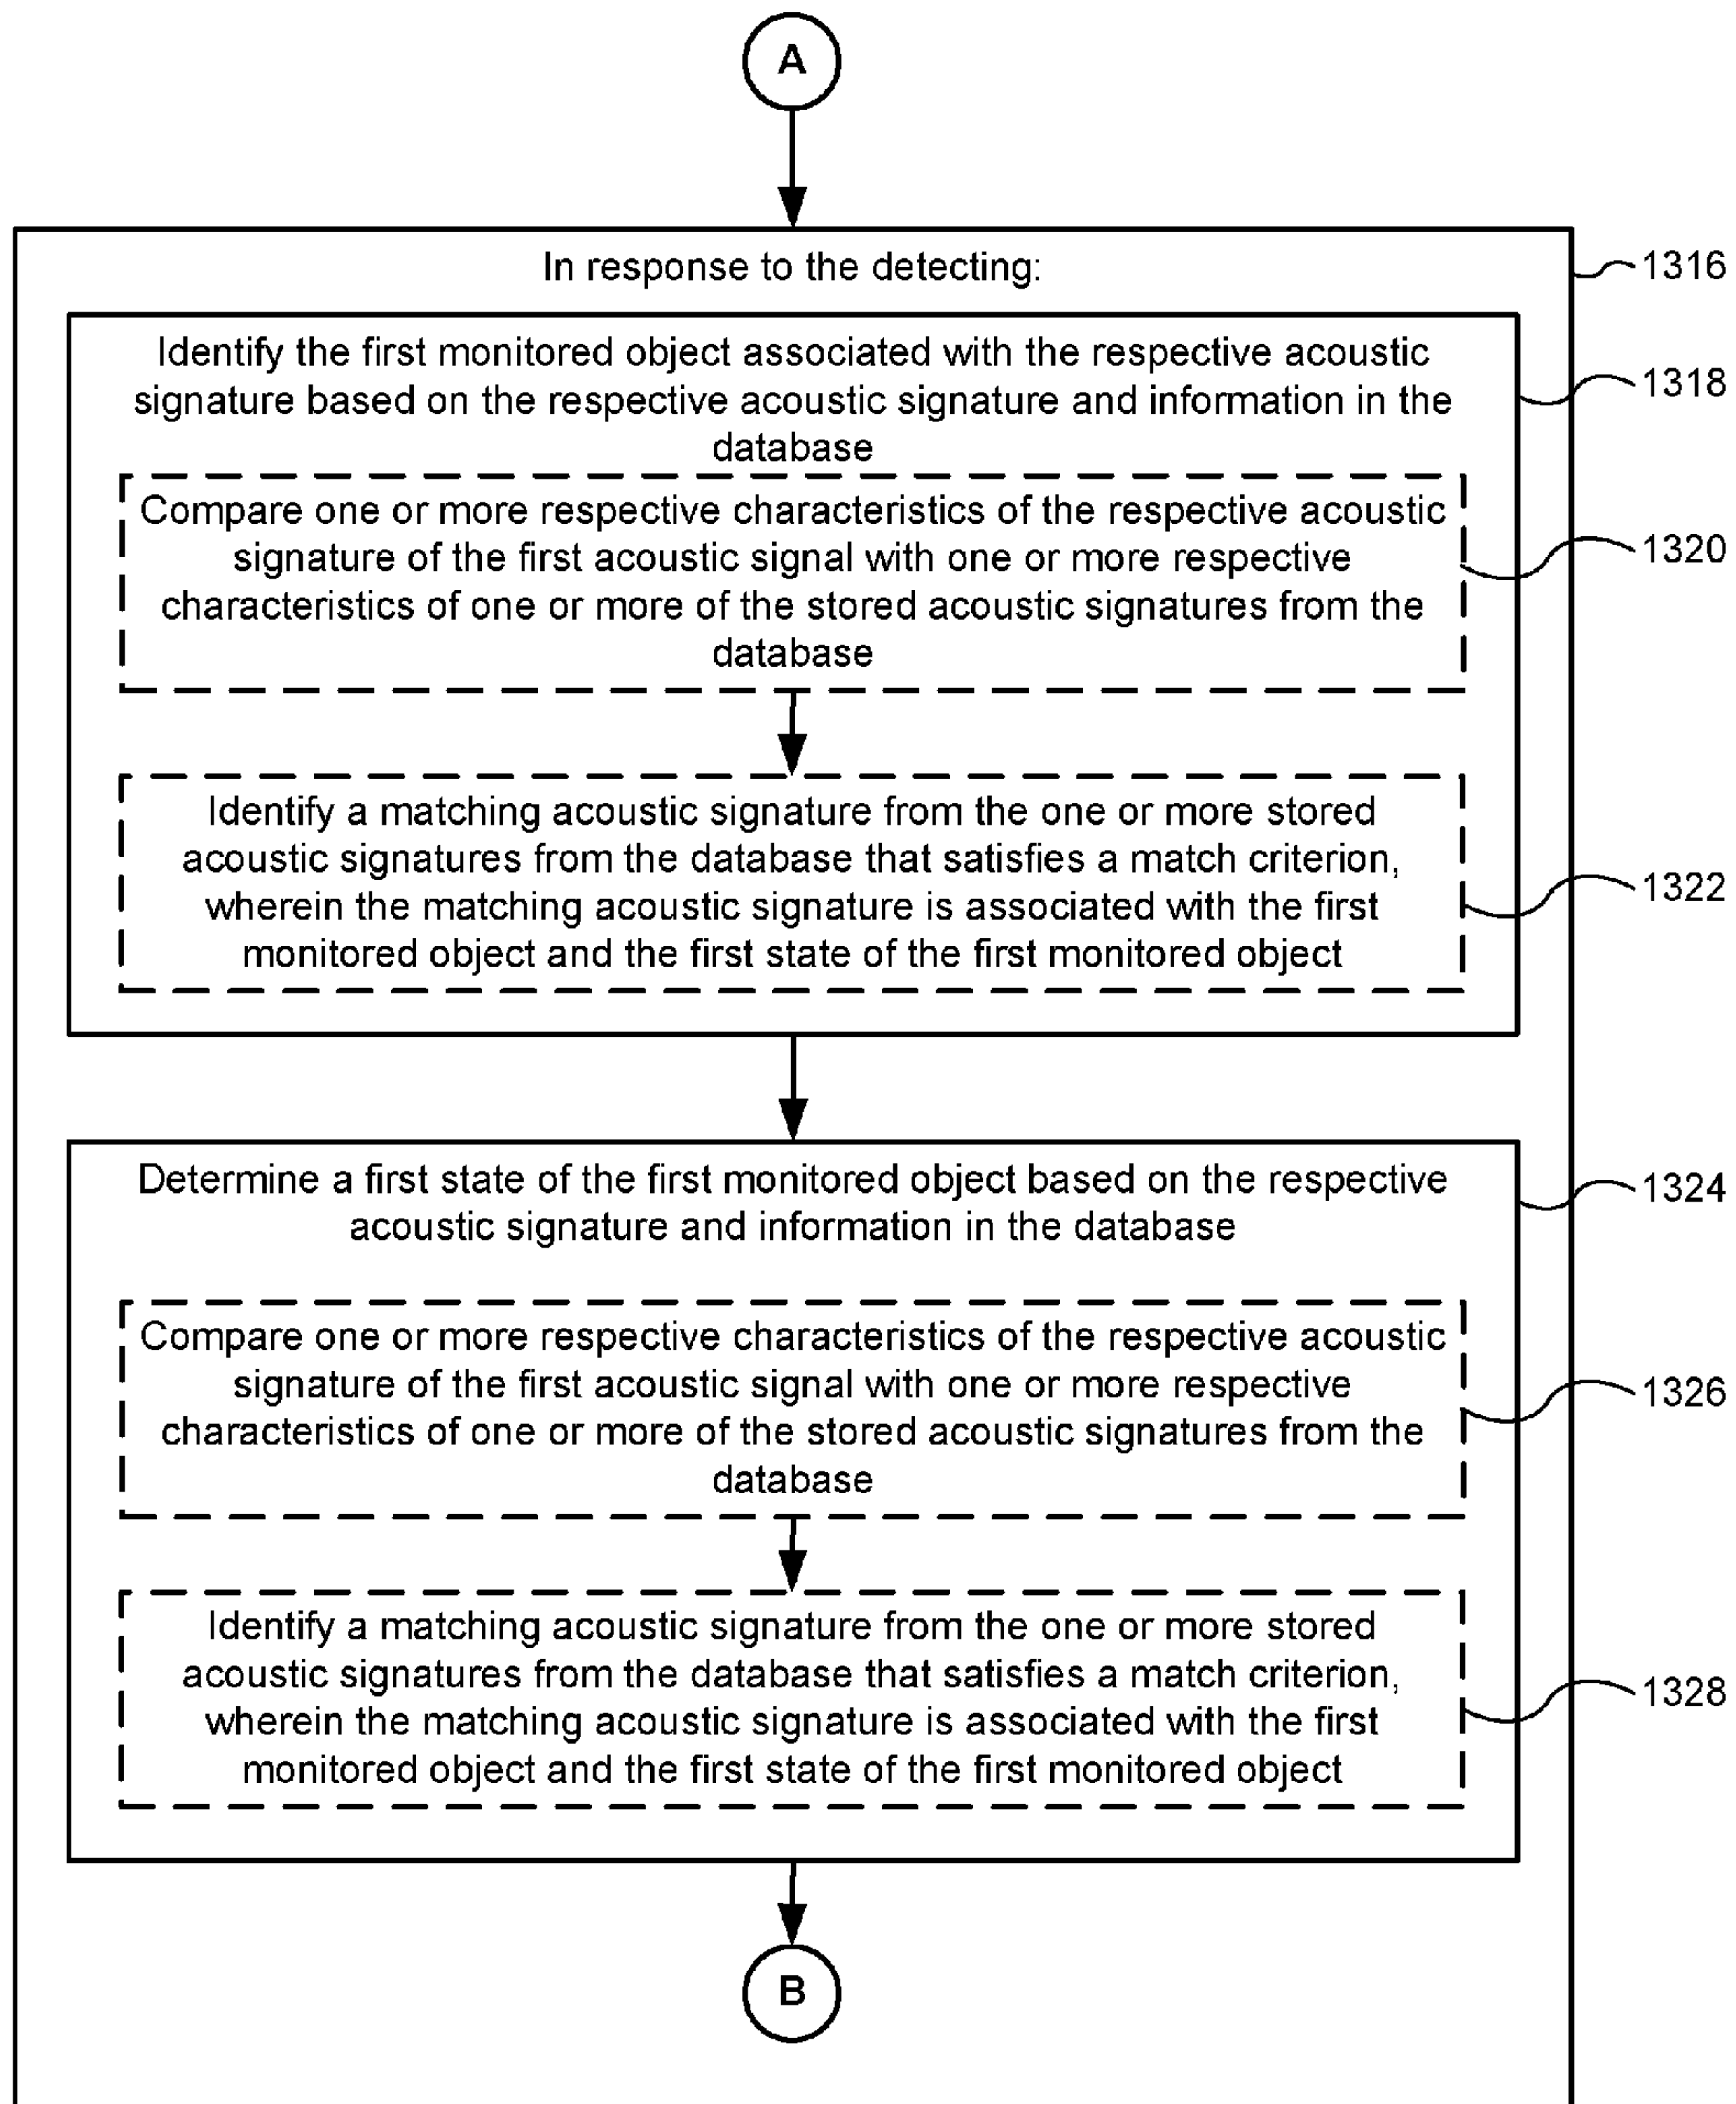 A
In response to the detecting:
1316
Identify the first monitored object associated with the respective acoustic
signature based on the respective acoustic signature and information in the
database
1318
Compare one or more respective characteristics of the respective acoustic
signature of the first acoustic signal with one or more respective
characteristics of one or more of the stored acoustic signatures from the
database
1320
Identify a matching acoustic signature from the one or more stored
acoustic signatures from the database that satisfies a match criterion,
wherein the matching acoustic signature is associated with the first
monitored object and the first state of the first monitored object
1322
Determine a first state of the first monitored object based on the respective
acoustic signature and information in the database
1324
Compare one or more respective characteristics of the respective acoustic
signature of the first acoustic signal with one or more respective
characteristics of one or more of the stored acoustic signatures from the
database
1326
Identify a matching acoustic signature from the one or more stored
acoustic signatures from the database that satisfies a match criterion,
wherein the matching acoustic signature is associated with the first
monitored object and the first state of the first monitored object
1328
B